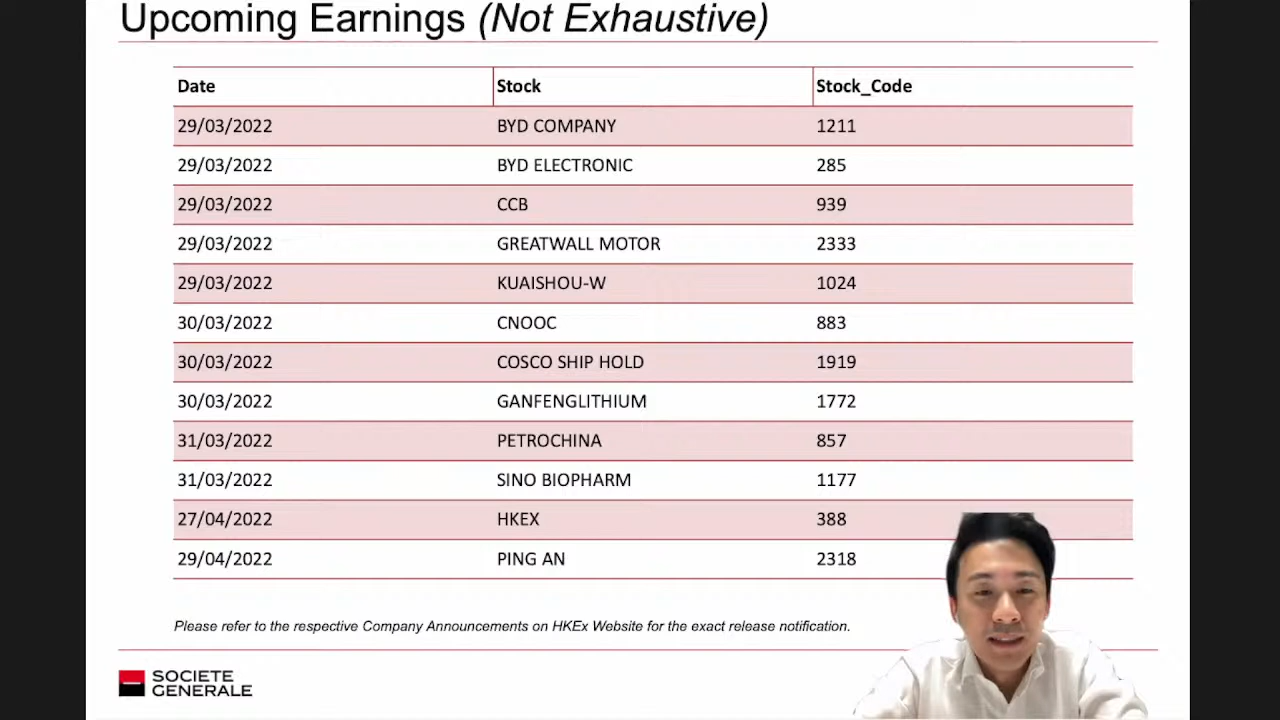 Upcoming Earnings (Not Exhaustive)
Date Stock Stock_Code
29/03/2022 BYD COMPANY 1211
29/03/2022 BYD ELECTRONIC 285
29/03/2022 CCB 939
29/03/2022 GREATWALL MOTOR 2333
29/03/2022 KUAISHOU-W 1024
30/03/2022 CNOOC 883
30/03/2022 COSCO SHIP HOLD 1919
30/03/2022 GANFENGLITHIUM 1772
31/03/2022 PETROCHINA 857
31/03/2022 SINO BIOPHARM 1177
27/04/2022 HKEX 388
29/04/2022 PING AN 2318
Please refer to the respective Company Announcements on HKEx Website for the exact release notification.
SOCIETE
GENERALE